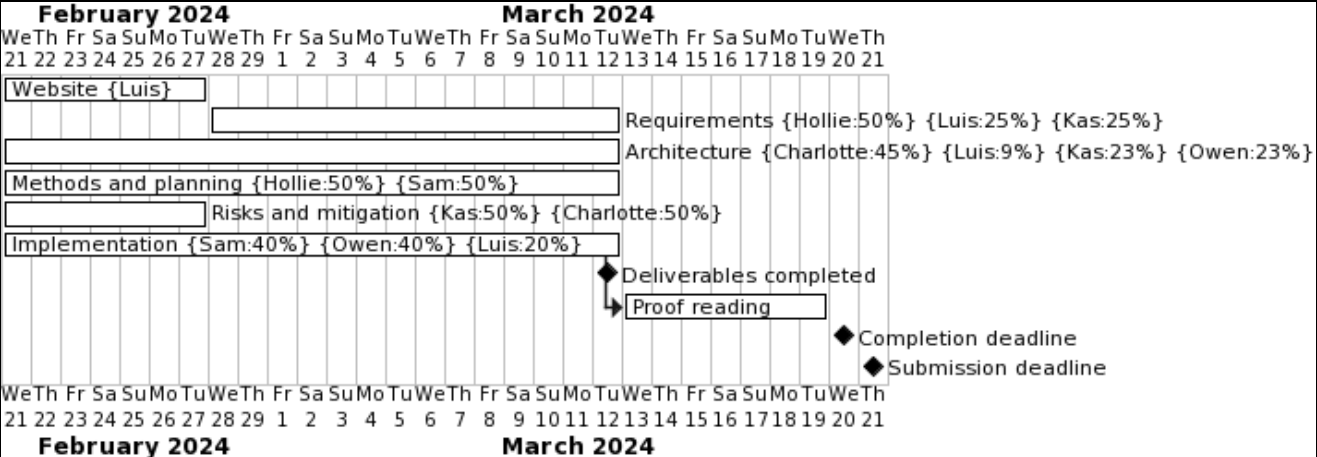 February 2024 March 2024
We Th Fr Sa Su Mo Tu We Th Fr Sa Su Mo Tu We Th Fr Sa Su Mo Tu We Th Fr Sa Su Mo Tu We Th
21 22 23 24 25 26 27 28 29 1 2 3 4 5 6 7 8 9 10 11 12 13 14 15 16 17 18 19 20 21
Website {Luis}
Requirements {Hollie:50%} {Luis:25%} {Kas:25%}
Architecture {Charlotte:45%} {Luis:9%} {Kas:23%} {Owen:23%}
Methods and planning {Hollie:50%} {Sam:50%}
Risks and mitigation {Kas:50%} {Charlotte:50%}
Implementation {Sam:40%} {Owen:40%} {Luis:20%}
Deliverables completed
Proof reading
Completion deadline
Submission deadline
We Th Fr Sa Su Mo Tu We Th Fr Sa Su Mo Tu We Th Fr Sa Su Mo Tu We Th Fr Sa Su Mo Tu We Th
21 22 23 24 25 26 27 28 29 1 2 3 4 5 6 7 8 9 10 11 12 13 14 15 16 17 18 19 20 21
February 2024 March 2024